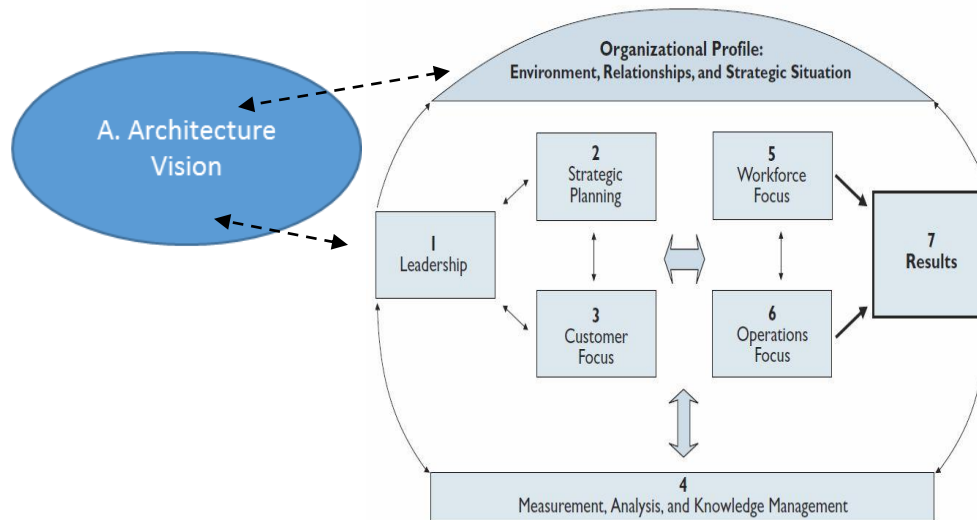 Organizational Profile:
Environment, Relationships, and Strategic Situation
A. Architecture
Vision
2
Strategic
Planning
5
Workforce
Focus
1
Leadership
7
Results
3
Customer
Focus
6
Operations
Focus
4
Measurement, Analysis, and Knowledge Management